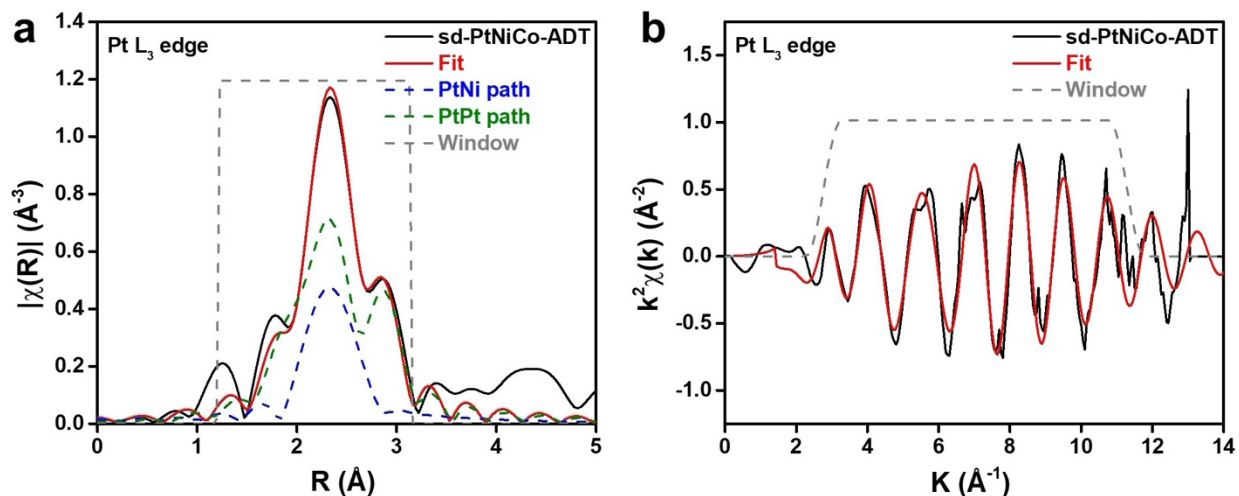 a
Pt L₃ edge
sd-PtNiCo-ADT
Fit
PtNi path
PtPt path
Window
|χ(R)| (Å⁻³)
1.4
1.2
1.0
0.8
0.6
0.4
0.2
0.0
0 1 2 3 4 5
R (Å)
b
Pt L₃ edge
sd-PtNiCo-ADT
Fit
Window
k²χ(k) (Å⁻²)
1.5
1.0
0.5
0.0
-0.5
-1.0
0 2 4 6 8 10 12 14
K (Å⁻¹)